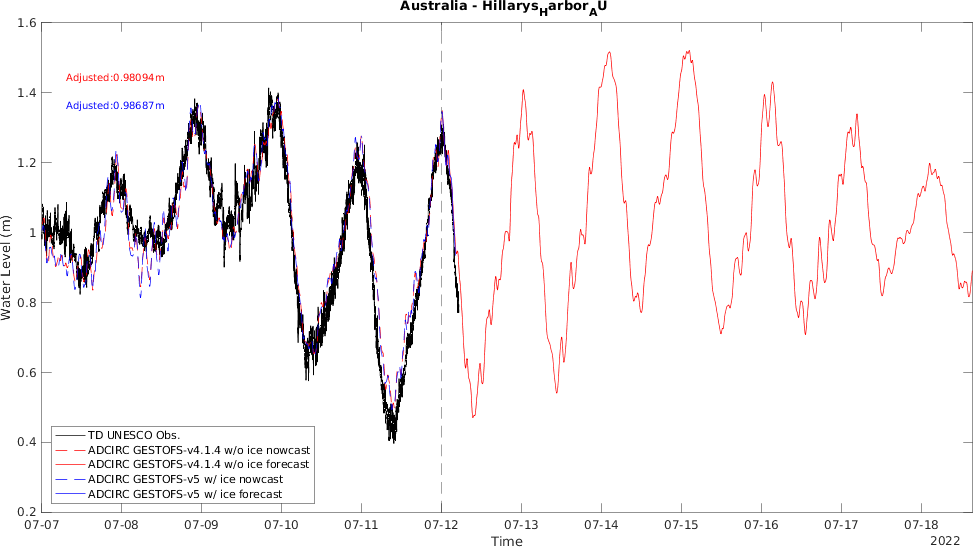 Australia - Hillarys_Harbor_AU
1.6
1.4
1.2
1
0.8
0.6
0.4
0.2
Water Level (m)
Adjusted:0.98094m
Adjusted:0.98687m
TD UNESCO Obs.
ADCIRC GESTOFS-v4.1.4 w/o ice nowcast
ADCIRC GESTOFS-v4.1.4 w/o ice forecast
ADCIRC GESTOFS-v5 w/ ice nowcast
ADCIRC GESTOFS-v5 w/ ice forecast
07-07 07-08 07-09 07-10 07-11 07-12 07-13 07-14 07-15 07-16 07-17 07-18
Time
2022